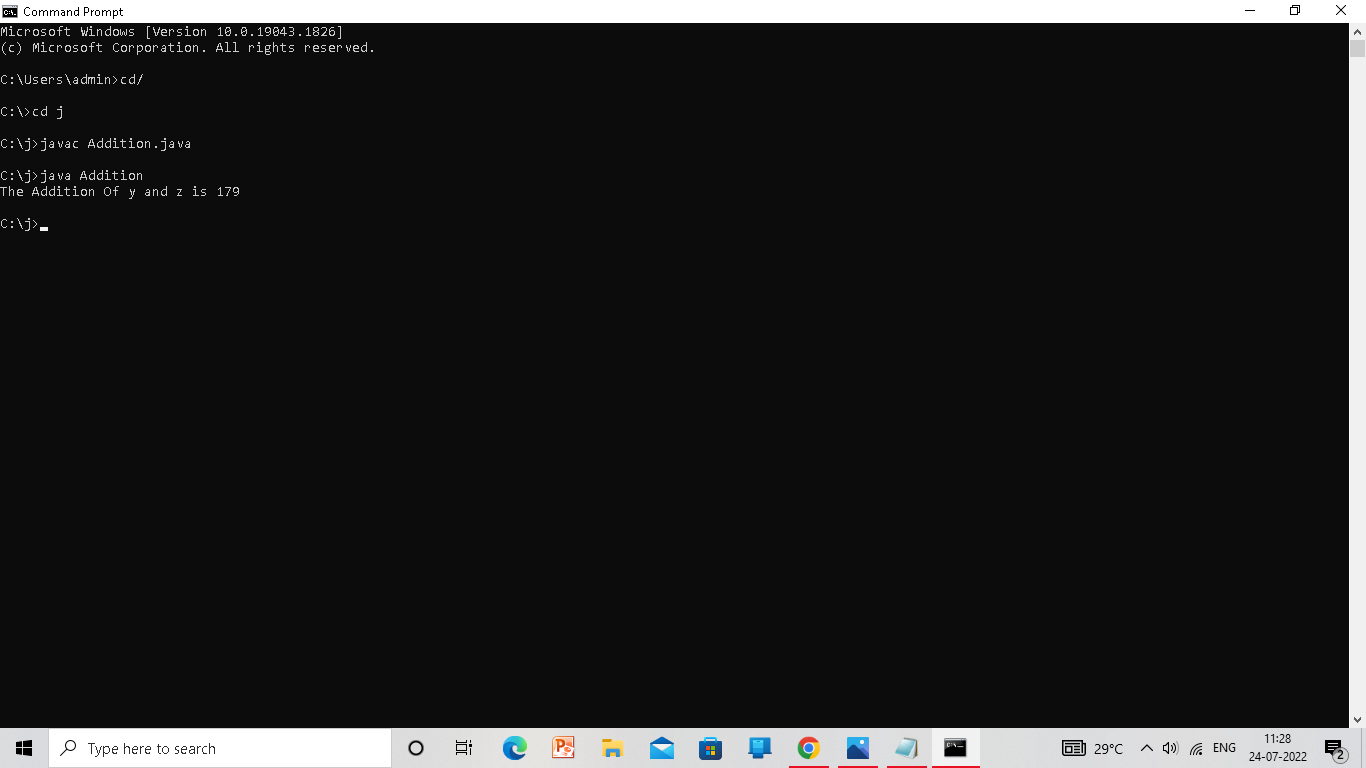 Command Prompt
Microsoft Windows [Version 10.0.19043.1826]
(c) Microsoft Corporation. All rights reserved.
C:\Users\admin>cd/
C:\>cd j
C:\j>javac Addition.java
C:\j>java Addition
The Addition Of y and z is 179
C:\j>
Type here to search
29°C
ENG
11:28
24-07-2022
2